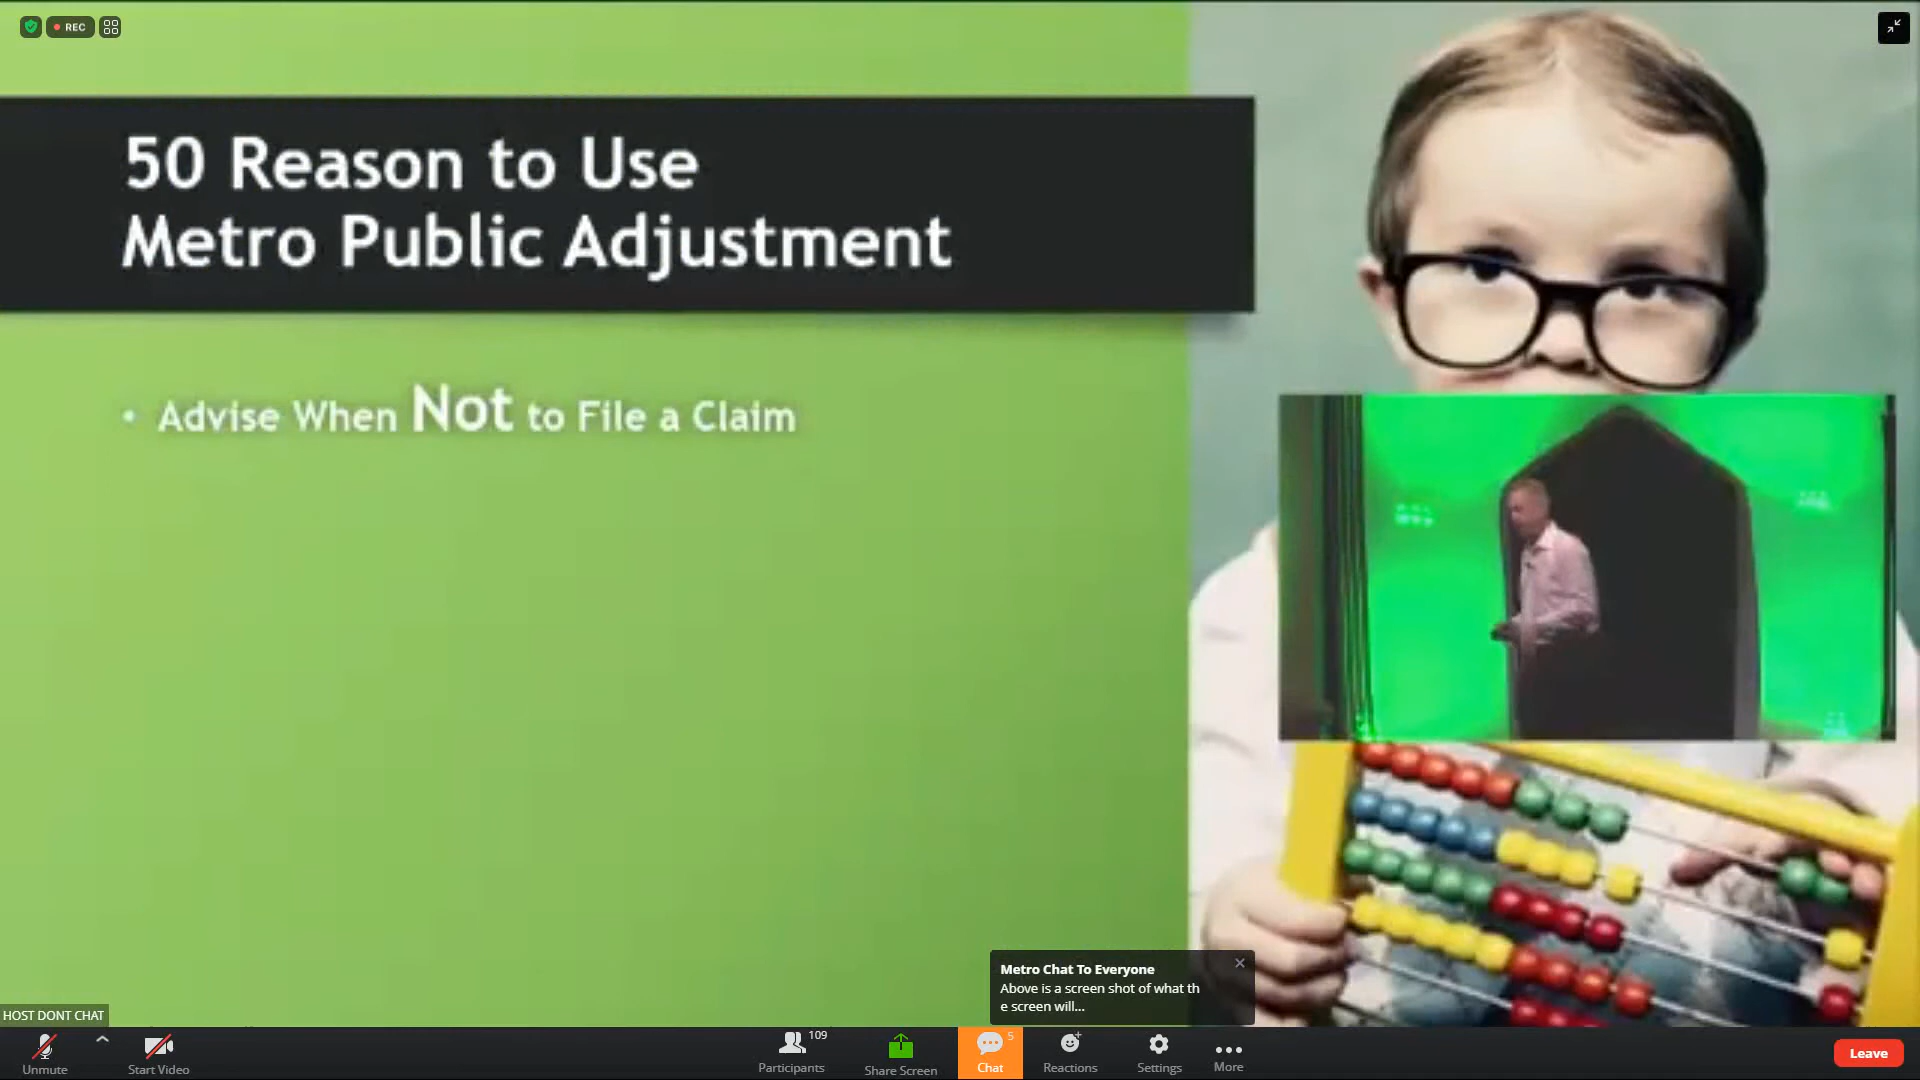 REC
50 Reason to Use
Metro Public Adjustment
• Advise When Not to File a Claim
Metro Chat To Everyone
Above is a screen shot of what th
e screen will...
HOST DONT CHAT
Unmute
Start Video
109
Participants
Share Screen
5
Chat
Reactions
Settings
More
Leave